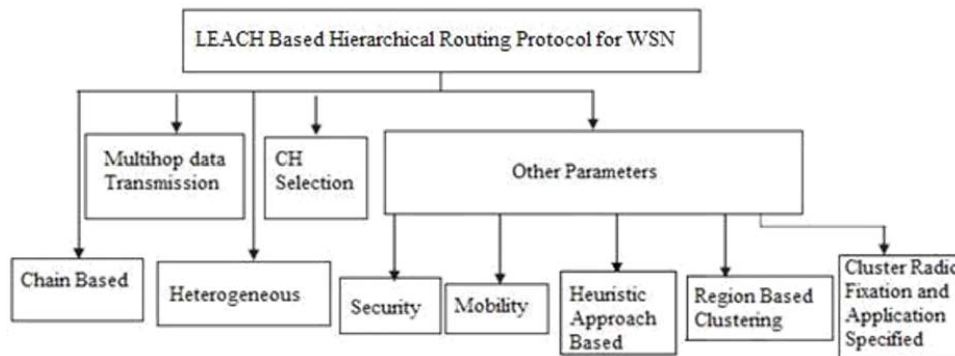 LEACH Based Hierarchical Routing Protocol for WSN
Multihop data
Transmission
CH
Selection
Other Parameters
Chain Based
Heterogeneous
Security
Mobility
Heuristic
Approach
Based
Region Based
Clustering
Cluster Radio
Fixation and
Application
Specified